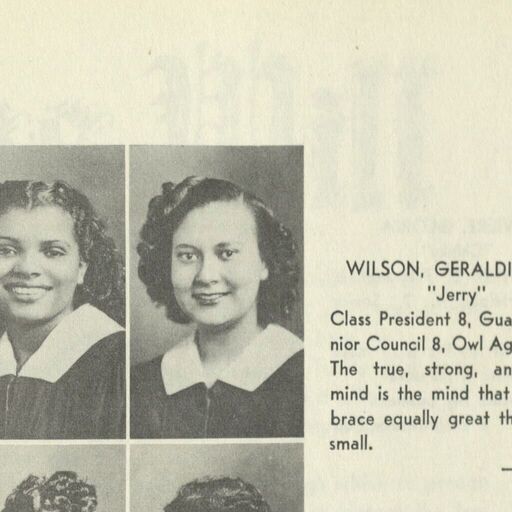 WILSON, GERALDI
"Jerry"
Class President 8, Gua
nior Council 8, Owl Ag
The true, strong, an
mind is the mind that
brace equally great th
small.